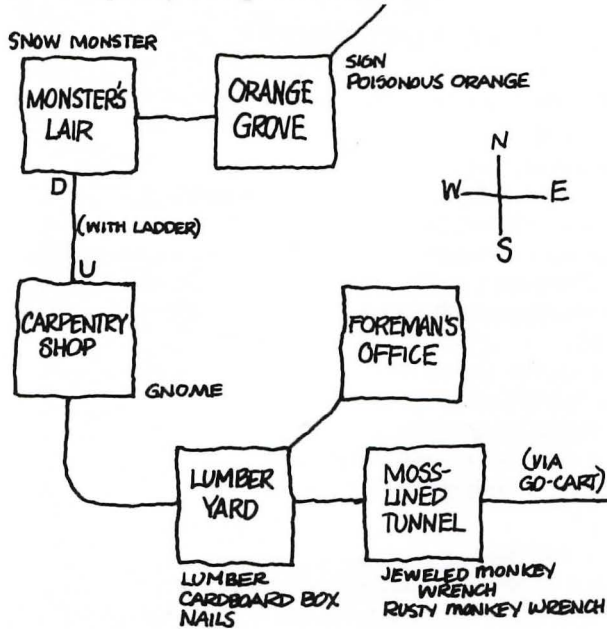 SNOW MONSTER
MONSTER'S
LAIR
ORANGE
GROVE
SIGN
POISONOUS ORANGE
N
W
E
S
D
(WITH LADDER)
U
CARPENTRY
SHOP
GNOME
FOREMAN'S
OFFICE
LUMBER
YARD
MOSS-
LINED
TUNNEL
(VIA
GO-CART)
LUMBER
CARDBOARD BOX
NAILS
JEWELED MONKEY
WRENCH
RUSTY MONKEY WRENCH